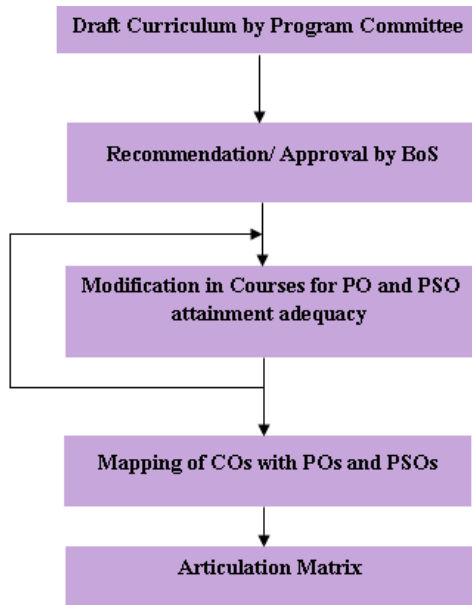 Draft Curriculum by Program Committee
Recommendation/ Approval by BoS
Modification in Courses for PO and PSO
attainment adequacy
Mapping of COs with POs and PSOs
Articulation Matrix